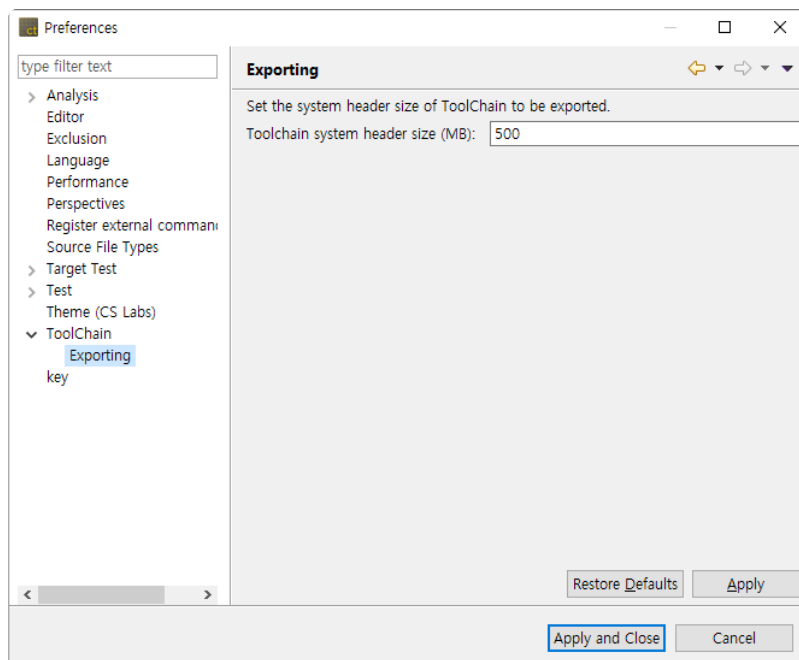 ct Preferences
type filter text
Analysis
Editor
Exclusion
Language
Performance
Perspectives
Register external comman
Source File Types
Target Test
Test
Theme (CS Labs)
ToolChain
Exporting
key
Exporting
Set the system header size of ToolChain to be exported.
Toolchain system header size (MB): 500
Restore Defaults Apply
Apply and Close Cancel